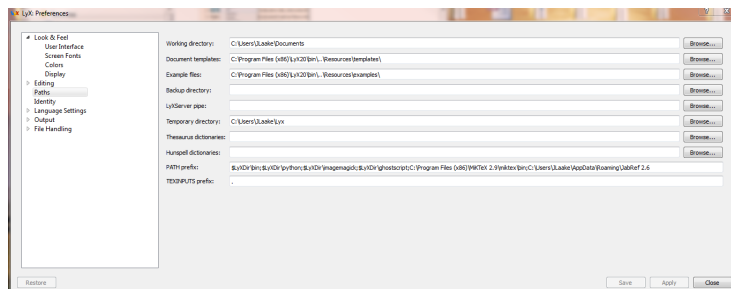 LyX: Preferences
Look & Feel
User Interface
Screen Fonts
Colors
Display
Editing
Paths
Identity
Language Settings
Output
File Handling
Working directory: C:\Users\JLaake\Documents Browse...
Document templates: C:\Program Files (x86)\LyX20\bin\..\Resources\templates\ Browse...
Example files: C:\Program Files (x86)\LyX20\bin\..\Resources\examples\ Browse...
Backup directory: Browse...
LyXServer pipe: Browse...
Temporary directory: C:\Users\JLaake\Lyx Browse...
Thesaurus dictionaries: Browse...
Hunspell dictionaries: Browse...
PATH prefix: $LyXDir\bin;$LyXDir\python;$LyXDir\imagemagick;$LyXDir\ghostscript;C:\Program Files (x86)\MiKTeX 2.9\miktex\bin;C:\Users\JLaake\AppData\Roaming\JabRef 2.6
TEXINPUTS prefix: .
Restore Save Apply Close